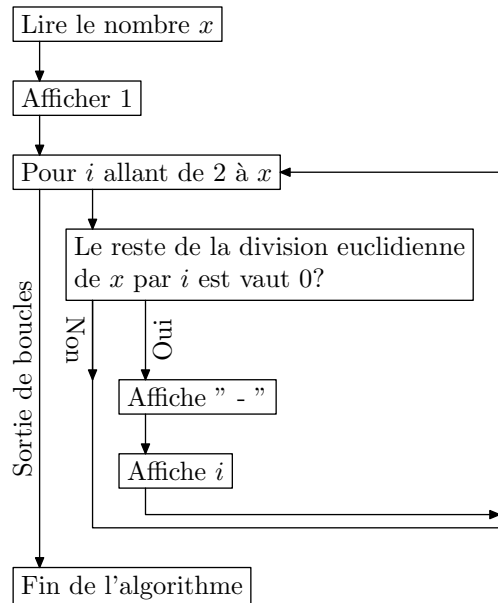 Lire le nombre x
Afficher 1
Pour i allant de 2 à x
Le reste de la division euclidienne
de x par i est vaut 0?
Non
Oui
Sortie de boucles
Affiche " - "
Affiche i
Fin de l'algorithme